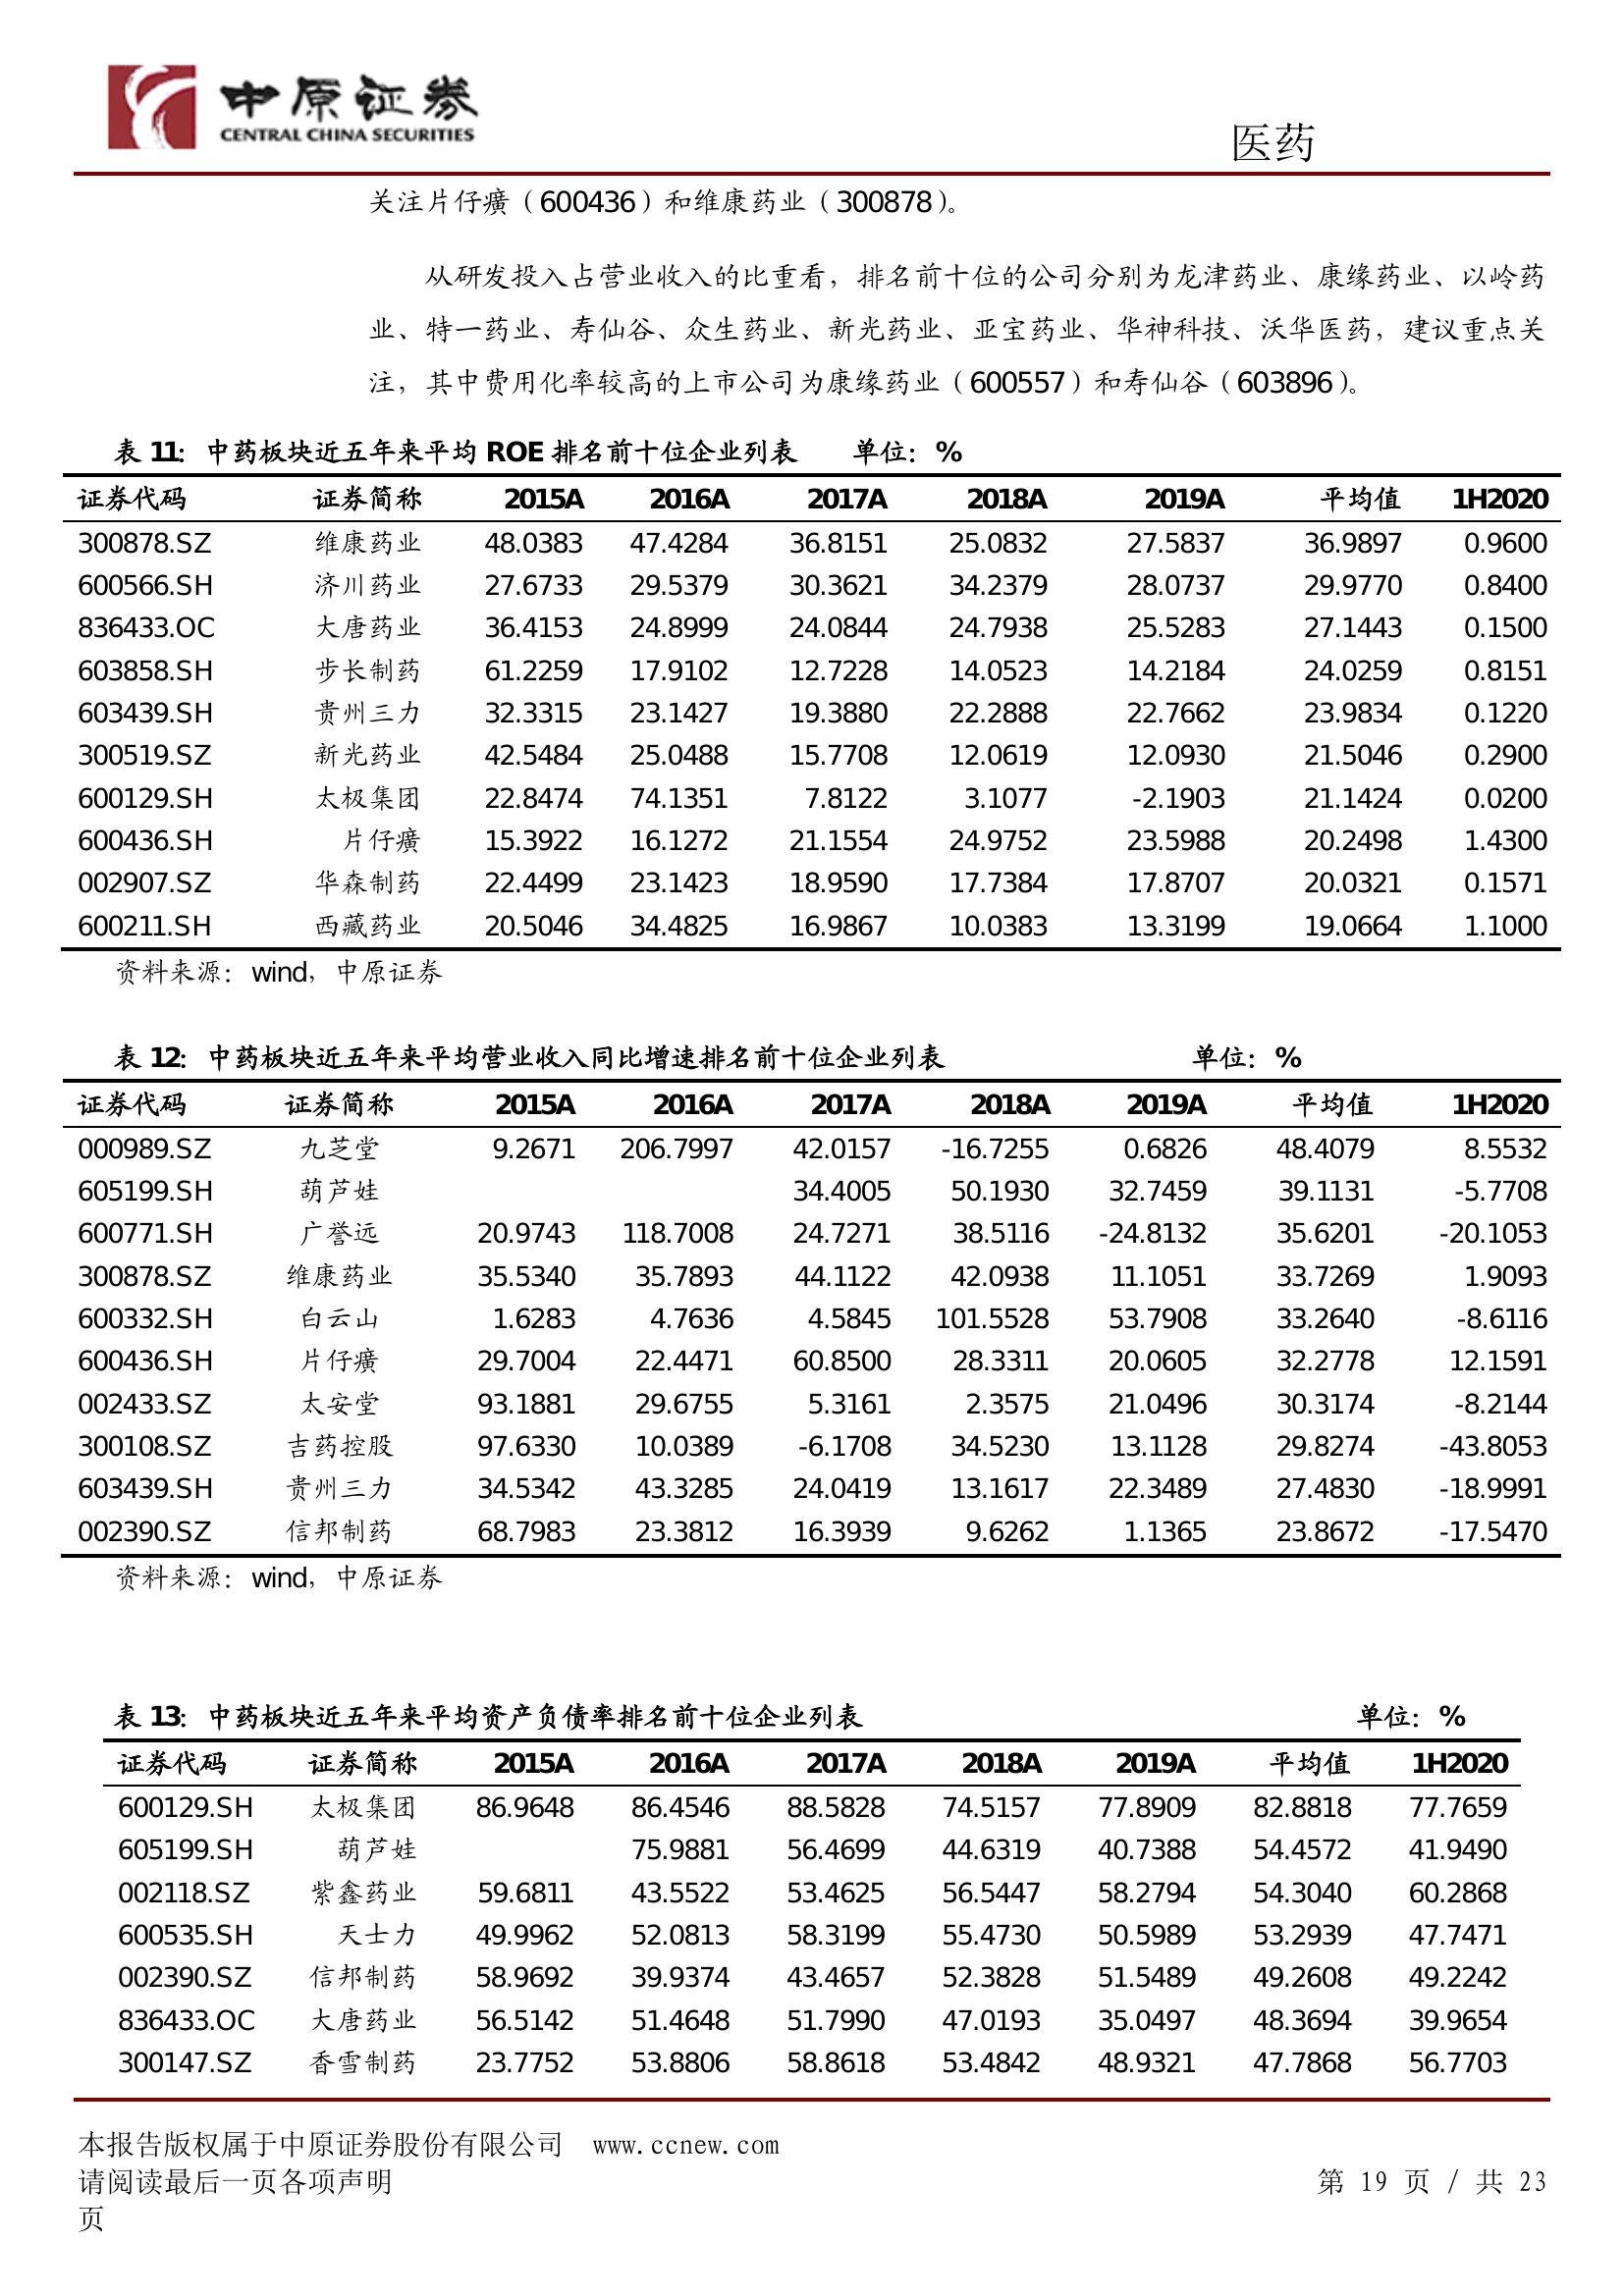 中原证券
CENTRAL CHINA SECURITIES
医药
关注片仔癀（600436）和维康药业（300878）。
从研发投入占营业收入的比重看，排名前十位的公司分别为龙津药业、康缘药业、以岭药
业、特一药业、寿仙谷、众生药业、新光药业、亚宝药业、华神科技、沃华医药，建议重点关
注，其中费用化率较高的上市公司为康缘药业（600557）和寿仙谷（603896）。
表 11：中药板块近五年来平均 ROE 排名前十位企业列表 单位：%
证券代码 证券简称 2015A 2016A 2017A 2018A 2019A 平均值 1H2020
300878.SZ 维康药业 48.0383 47.4284 36.8151 25.0832 27.5837 36.9897 0.9600
600566.SH 济川药业 27.6733 29.5379 30.3621 34.2379 28.0737 29.9770 0.8400
836433.OC 大唐药业 36.4153 24.8999 24.0844 24.7938 25.5283 27.1443 0.1500
603858.SH 步长制药 61.2259 17.9102 12.7228 14.0523 14.2184 24.0259 0.8151
603439.SH 贵州三力 32.3315 23.1427 19.3880 22.2888 22.7662 23.9834 0.1220
300519.SZ 新光药业 42.5484 25.0488 15.7708 12.0619 12.0930 21.5046 0.2900
600129.SH 太极集团 22.8474 74.1351 7.8122 3.1077 -2.1903 21.1424 0.0200
600436.SH 片仔癀 15.3922 16.1272 21.1554 24.9752 23.5988 20.2498 1.4300
002907.SZ 华森制药 22.4499 23.1423 18.9590 17.7384 17.8707 20.0321 0.1571
600211.SH 西藏药业 20.5046 34.4825 16.9867 10.0383 13.3199 19.0664 1.1000
资料来源：wind，中原证券
表 12：中药板块近五年来平均营业收入同比增速排名前十位企业列表 单位：%
证券代码 证券简称 2015A 2016A 2017A 2018A 2019A 平均值 1H2020
000989.SZ 九芝堂 9.2671 206.7997 42.0157 -16.7255 0.6826 48.4079 8.5532
605199.SH 葫芦娃 34.4005 50.1930 32.7459 39.1131 -5.7708
600771.SH 广誉远 20.9743 118.7008 24.7271 38.5116 -24.8132 35.6201 -20.1053
300878.SZ 维康药业 35.5340 35.7893 44.1122 42.0938 11.1051 33.7269 1.9093
600332.SH 白云山 1.6283 4.7636 4.5845 101.5528 53.7908 33.2640 -8.6116
600436.SH 片仔癀 29.7004 22.4471 60.8500 28.3311 20.0605 32.2778 12.1591
002433.SZ 太安堂 93.1881 29.6755 5.3161 2.3575 21.0496 30.3174 -8.2144
300108.SZ 吉药控股 97.6330 10.0389 -6.1708 34.5230 13.1128 29.8274 -43.8053
603439.SH 贵州三力 34.5342 43.3285 24.0419 13.1617 22.3489 27.4830 -18.9991
002390.SZ 信邦制药 68.7983 23.3812 16.3939 9.6262 1.1365 23.8672 -17.5470
资料来源：wind，中原证券
表 13：中药板块近五年来平均资产负债率排名前十位企业列表 单位：%
证券代码 证券简称 2015A 2016A 2017A 2018A 2019A 平均值 1H2020
600129.SH 太极集团 86.9648 86.4546 88.5828 74.5157 77.8909 82.8818 77.7659
605199.SH 葫芦娃 75.9881 56.4699 44.6319 40.7388 54.4572 41.9490
002118.SZ 紫鑫药业 59.6811 43.5522 53.4625 56.5447 58.2794 54.3040 60.2868
600535.SH 天士力 49.9962 52.0813 58.3199 55.4730 50.5989 53.2939 47.7471
002390.SZ 信邦制药 58.9692 39.9374 43.4657 52.3828 51.5489 49.2608 49.2242
836433.OC 大唐药业 56.5142 51.4648 51.7990 47.0193 35.0497 48.3694 39.9654
300147.SZ 香雪制药 23.7752 53.8806 58.8618 53.4842 48.9321 47.7868 56.7703
本报告版权属于中原证券股份有限公司 www.ccnew.com
请阅读最后一页各项声明 第 19 页 / 共 23
页